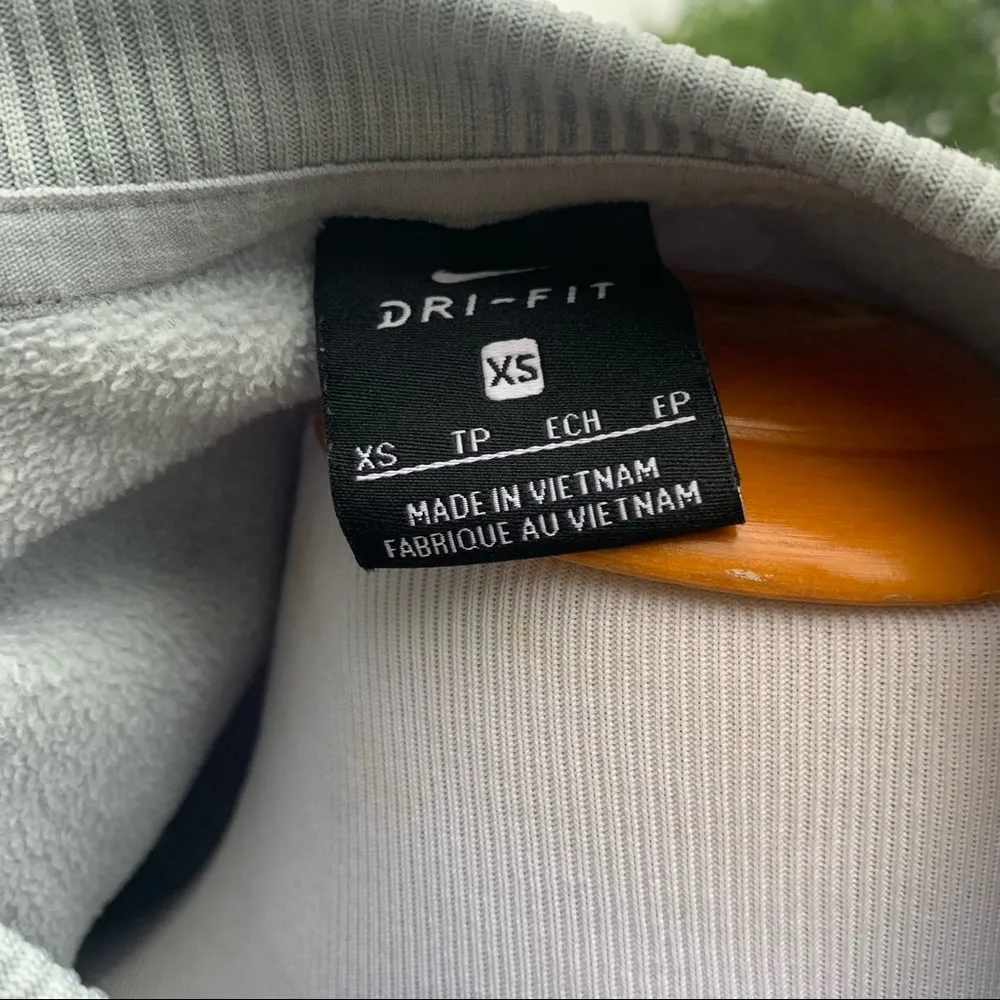 DRI-FIT
XS
XS TP ECH EP
MADE IN VIETNAM
FABRIQUE AU VIETNAM